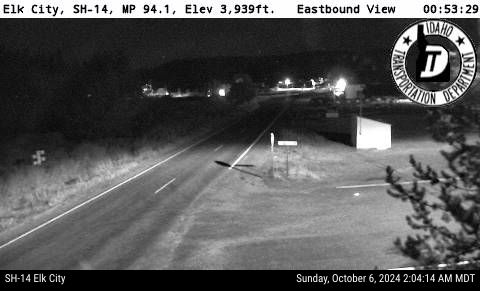 Elk City, SH-14, MP 94.1, Elev 3,939ft. Eastbound View 00:53:29
IDAHO
TRANSPORTATION DEPARTMENT
SH-14 Elk City Sunday, October 6, 2024 2:04:14 AM MDT